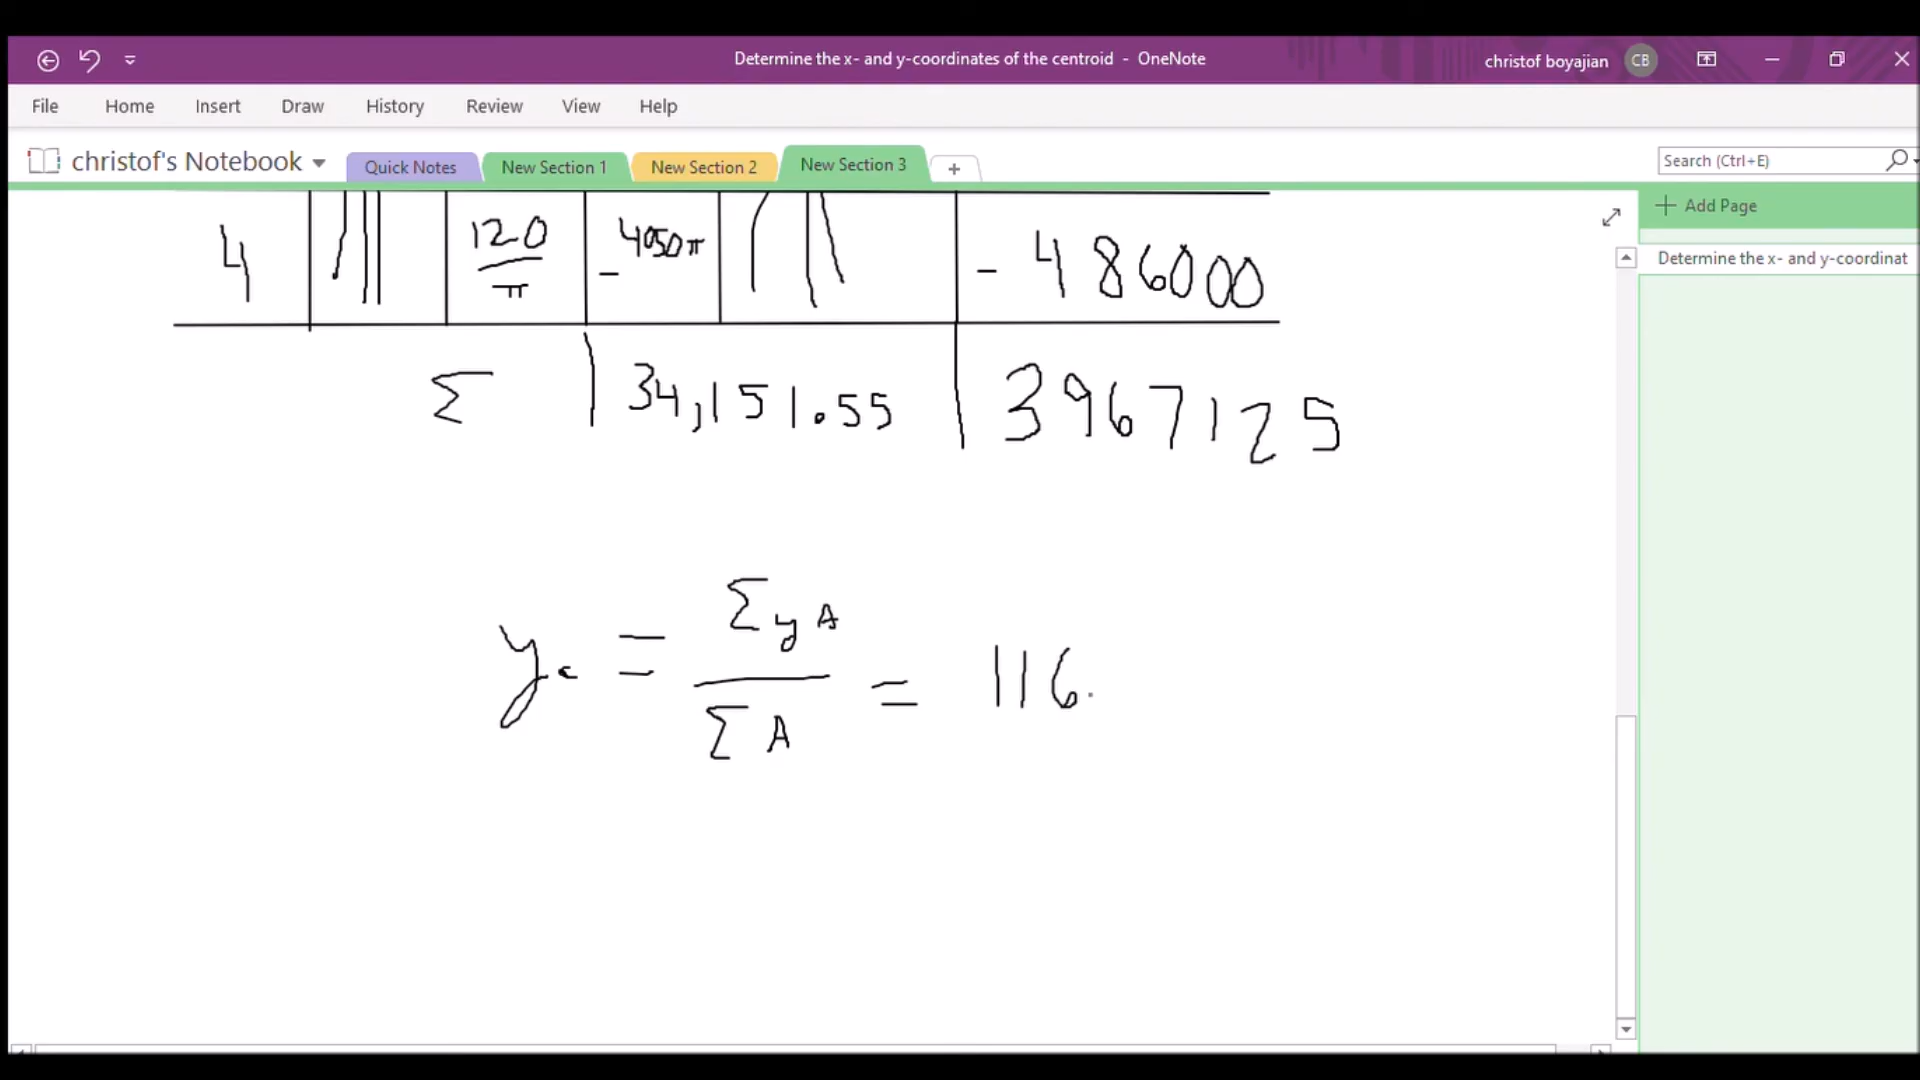 Determine the x- and y-coordinates of the centroid - OneNote
christof boyajian CB
File Home Insert Draw History Review View Help
christof's Notebook Quick Notes New Section 1 New Section 2 New Section 3 +
Search (Ctrl+E)
Add Page
Determine the x- and y-coordinat
4 120/π -4050π -486000
Σ 34,151.55 3967125
yc = ΣyA/ΣA = 116.